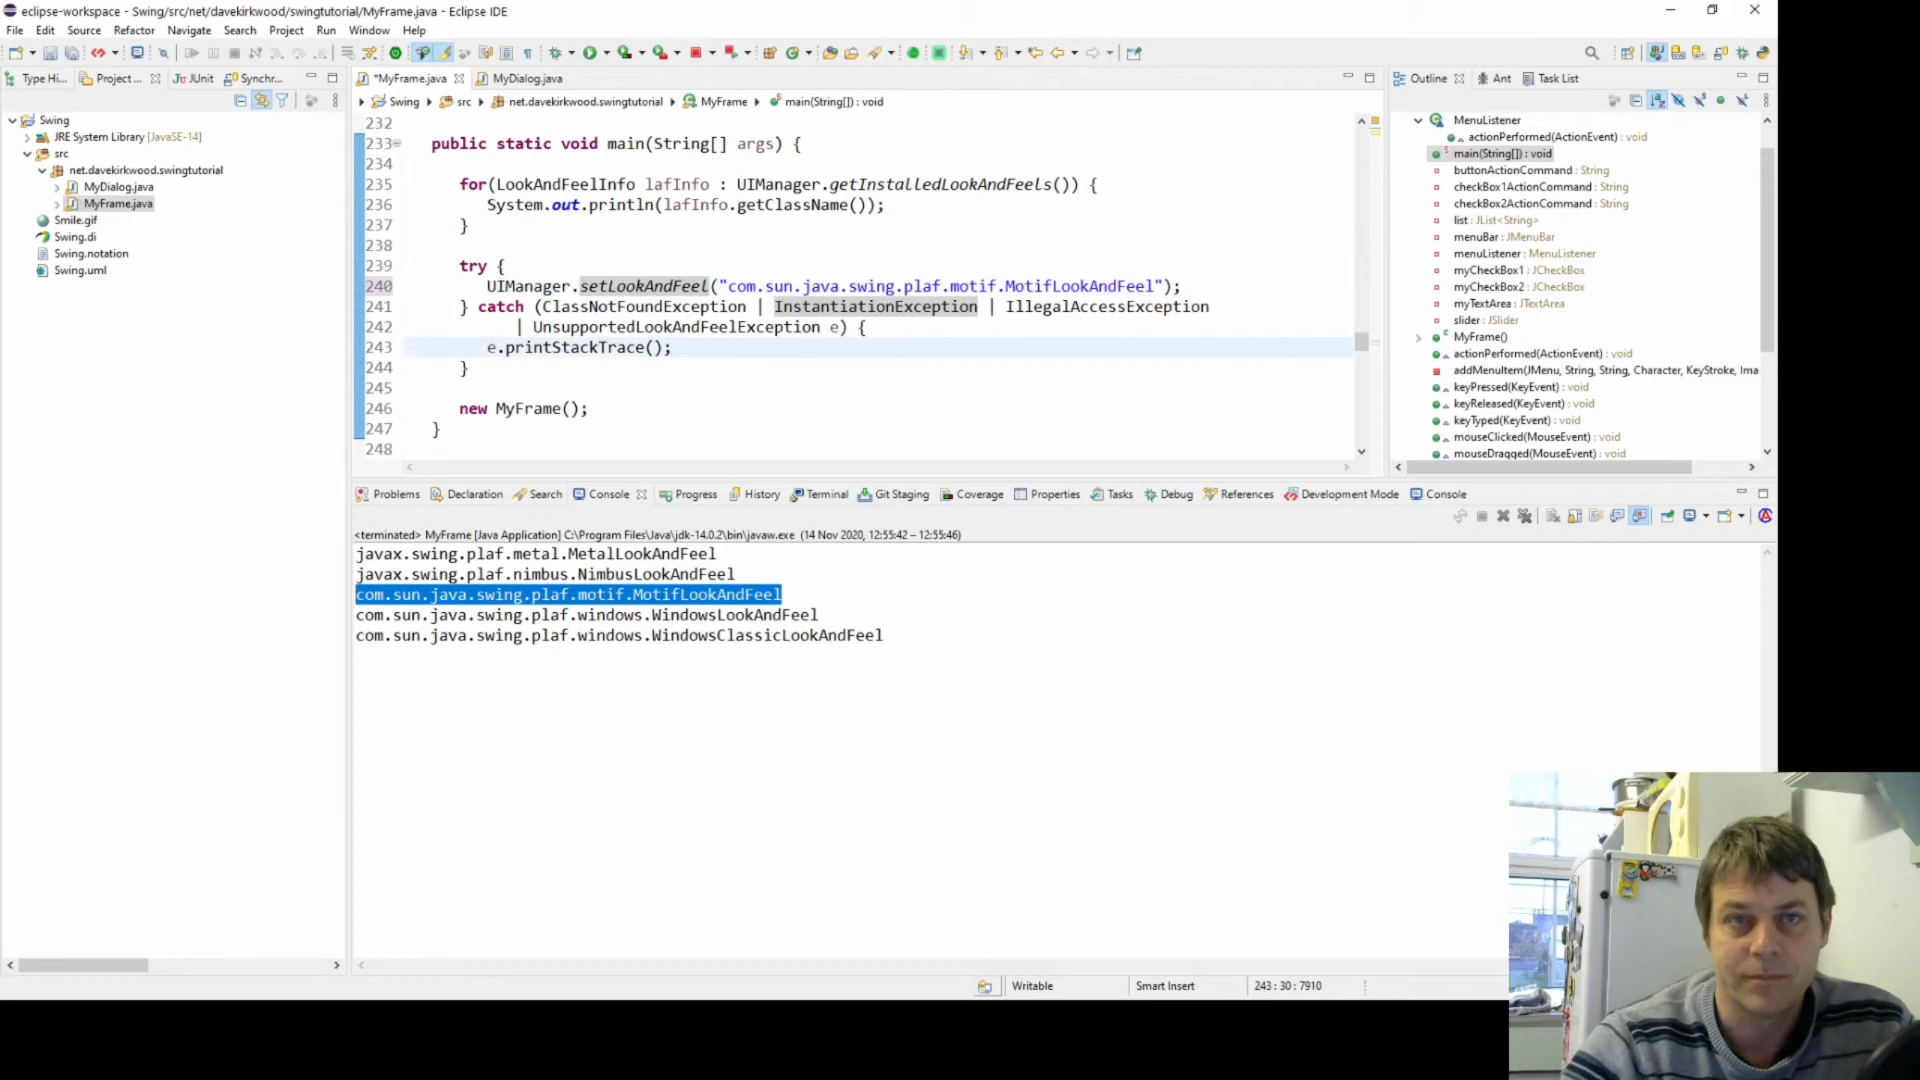 eclipse-workspace - Swing/src/net/davekirkwood/swingtutorial/MyFrame.java - Eclipse IDE
File Edit Source Refactor Navigate Search Project Run Window Help
Type Hi... Project ... JUnit Synchr...
*MyFrame.java MyDialog.java
Outline Ant Task List
Swing
JRE System Library [JavaSE-14]
src
net.davekirkwood.swingtutorial
MyDialog.java
MyFrame.java
Smile.gif
Swing.di
Swing.notation
Swing.uml
Swing src net.davekirkwood.swingtutorial MyFrame main(String[]) : void
232
233 public static void main(String[] args) {
234
235 for(LookAndFeelInfo lafInfo : UIManager.getInstalledLookAndFeels()) {
236 System.out.println(lafInfo.getClassName());
237 }
238
239 try {
240 UIManager.setLookAndFeel("com.sun.java.swing.plaf.motif.MotifLookAndFeel");
241 } catch (ClassNotFoundException | InstantiationException | IllegalAccessException
242 | UnsupportedLookAndFeelException e) {
243 e.printStackTrace();
244 }
245
246 new MyFrame();
247 }
248
MenuListener
actionPerformed(ActionEvent) : void
main(String[]) : void
buttonActionCommand : String
checkBox1ActionCommand : String
checkBox2ActionCommand : String
list : JList<String>
menuBar : JMenuBar
menuListener : MenuListener
myCheckBox1 : JCheckBox
myCheckBox2 : JCheckBox
myTextArea : JTextArea
slider : JSlider
MyFrame()
actionPerformed(ActionEvent) : void
addMenuItem(JMenu, String, String, Character, KeyStroke, Ima
keyPressed(KeyEvent) : void
keyReleased(KeyEvent) : void
keyTyped(KeyEvent) : void
mouseClicked(MouseEvent) : void
mouseDragged(MouseEvent) : void
Problems Declaration Search Console Progress History Terminal Git Staging Coverage Properties Tasks Debug References Development Mode Console
<terminated> MyFrame [Java Application] C:\Program Files\Java\jdk-14.0.2\bin\javaw.exe (14 Nov 2020, 12:55:42 – 12:55:46)
javax.swing.plaf.metal.MetalLookAndFeel
javax.swing.plaf.nimbus.NimbusLookAndFeel
com.sun.java.swing.plaf.motif.MotifLookAndFeel
com.sun.java.swing.plaf.windows.WindowsLookAndFeel
com.sun.java.swing.plaf.windows.WindowsClassicLookAndFeel
Writable Smart Insert 243 : 30 : 7910